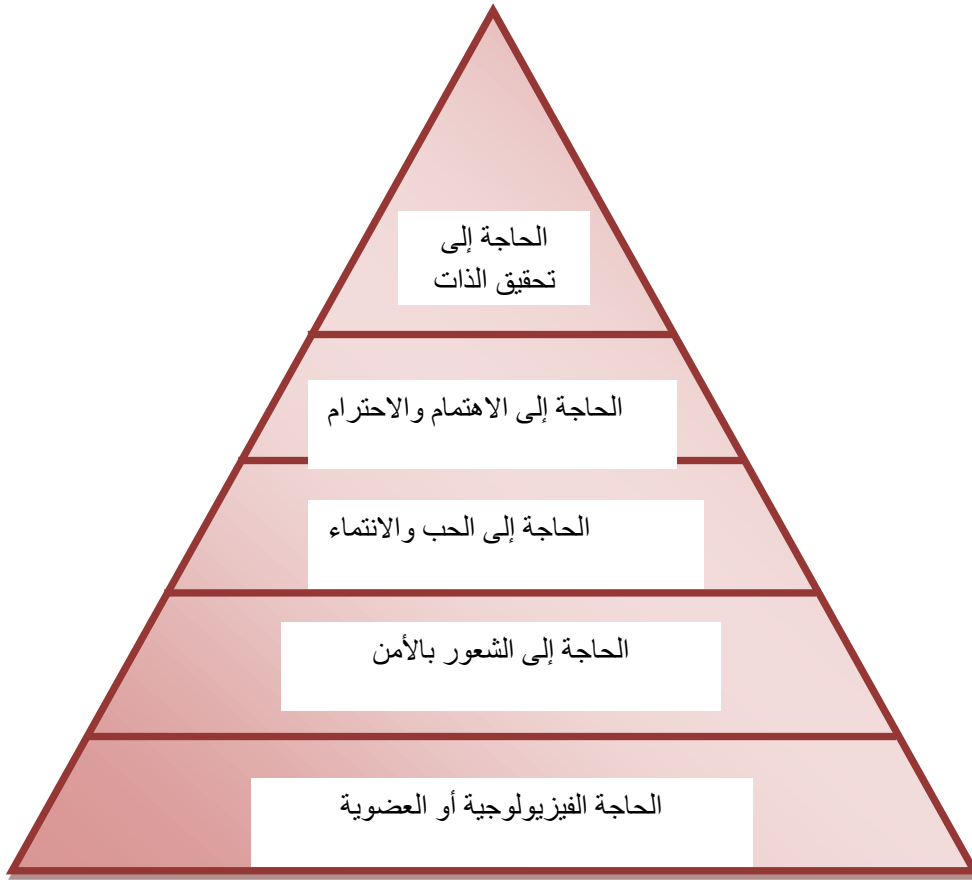 الحاجة إلى
تحقيق الذات
الحاجة إلى الاهتمام والاحترام
الحاجة إلى الحب والانتماء
الحاجة إلى الشعور بالأمن
الحاجة الفيزيولوجية أو العضوية